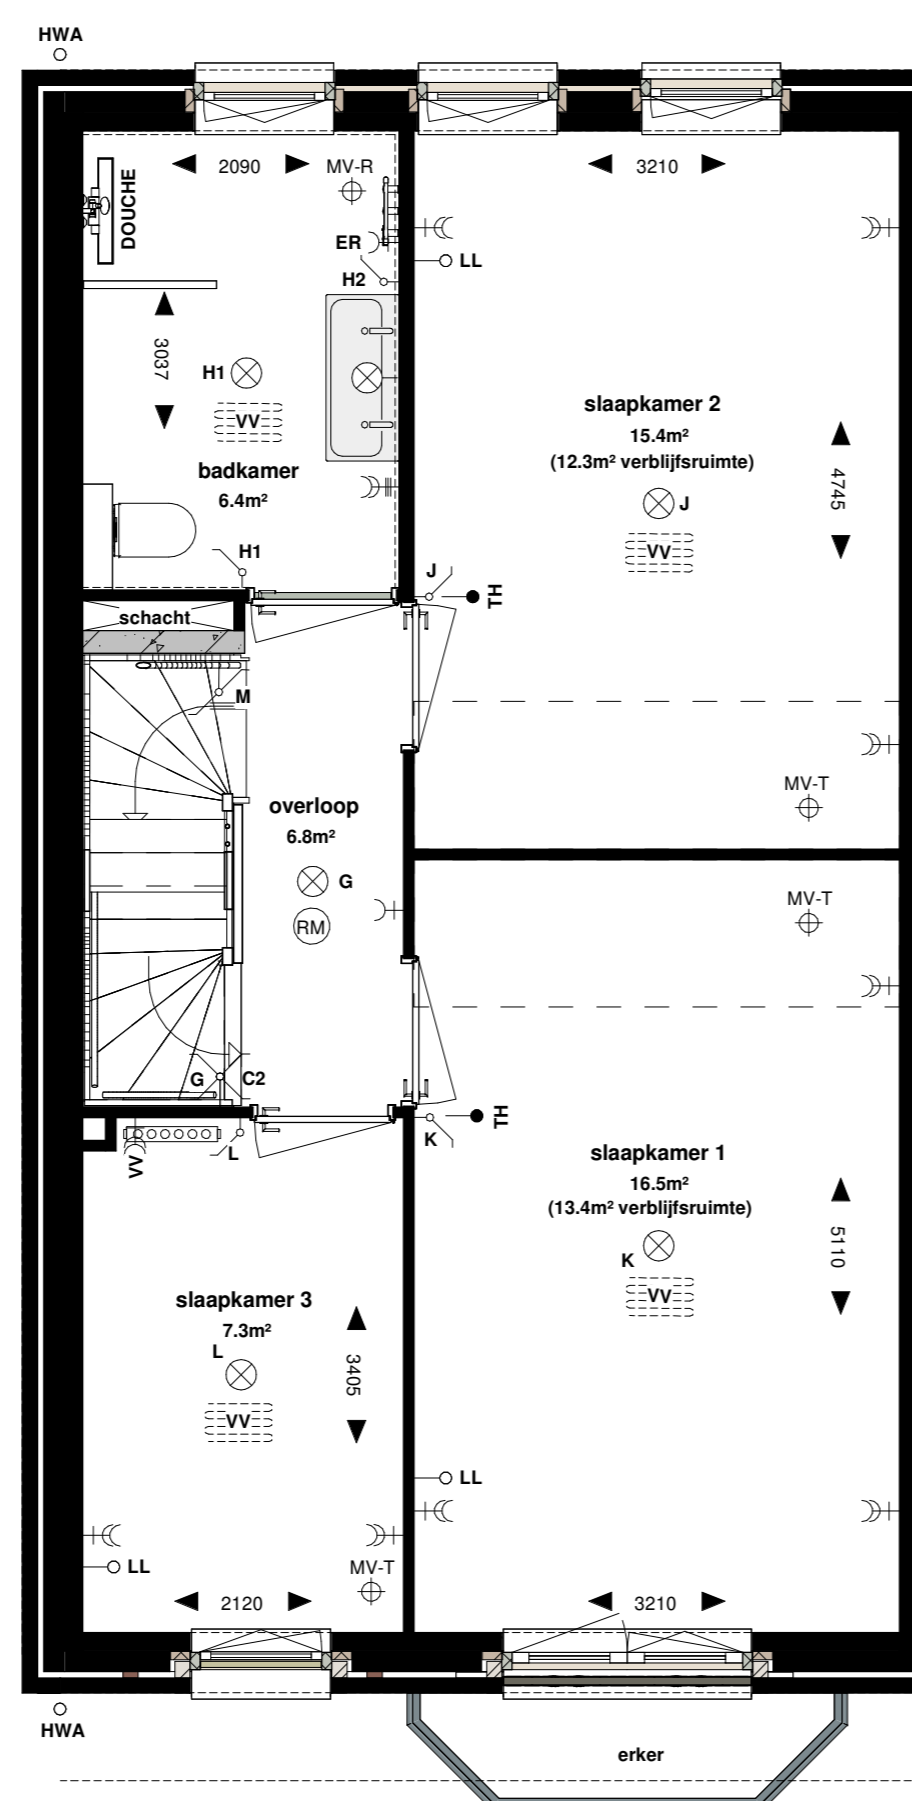 HWA
2090
MV-R
3210
DOUCHE
ER
LL
H2
3037
H1
VV
badkamer
6.4m²
slaapkamer 2
15.4m²
(12.3m² verblijfsruimte)
4745
J
VV
H1
J
TH
schacht
M
MV-T
overloop
6.8m²
G
RM
MV-T
G
C2
L
VV
K
TH
slaapkamer 1
16.5m²
(13.4m² verblijfsruimte)
5110
K
VV
slaapkamer 3
7.3m²
L
3405
VV
LL
LL
MV-T
2120
3210
HWA
erker